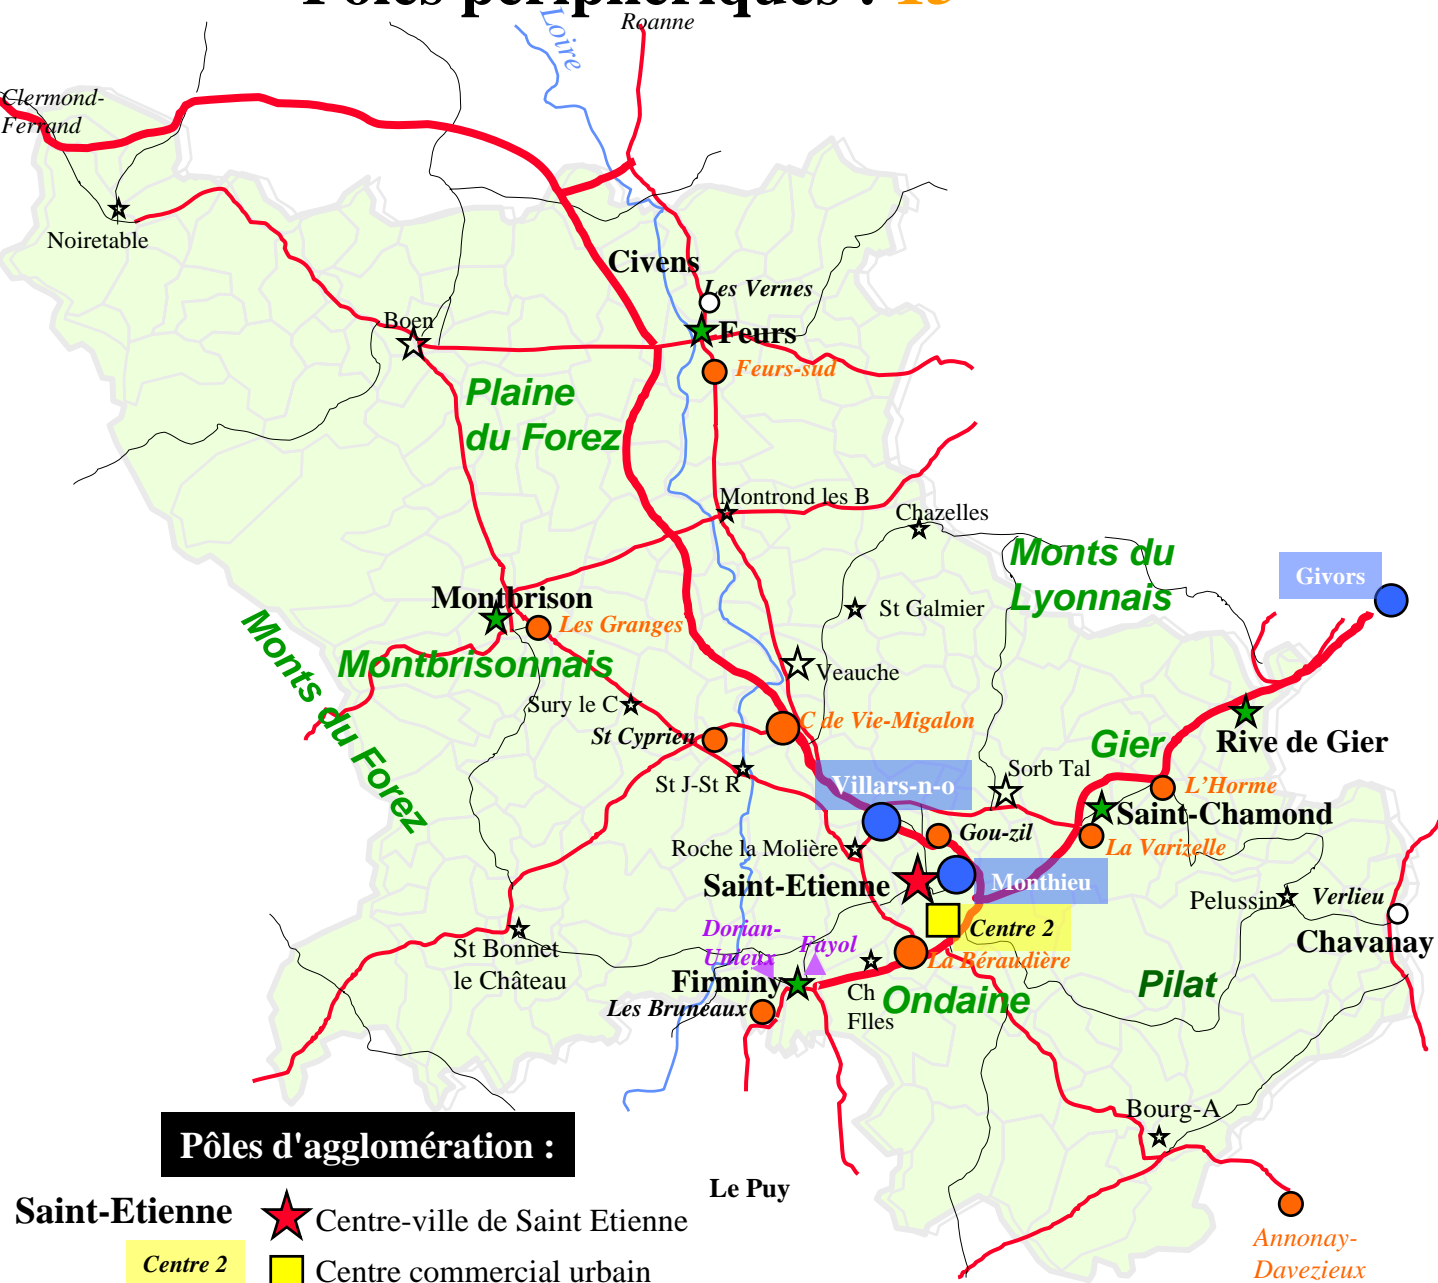 Pôles périphériques : 15
Roanne
Loire
Clermond-
Ferrand
Noiretable
Civens
Les Vernes
Boen
Feurs
Feurs-sud
Plaine
du Forez
Montrond les B
Chazelles
Monts du
Lyonnais
Givors
Montbrison
Les Granges
St Galmier
Monts du Forez
Montbrisonnais
Veauche
Sury le C
C de Vie-Migalon
St Cyprien
Gier
Rive de Gier
St J-St R
Villars-n-o
Sorb Tal
L'Horme
Saint-Chamond
Gou-zil
La Varizelle
Roche la Molière
Saint-Etienne
Monthieu
Pelussin
Verlieu
Dorian-
Unieux
Fayol
Centre 2
Chavanay
St Bonnet
le Château
La Béraudière
Firminy
Pilat
Ch
Flles
Ondaine
Les Bruneaux
Bourg-A
Pôles d'agglomération :
Le Puy
Saint-Etienne
Centre-ville de Saint Etienne
Annonay-
Davezieux
Centre 2
Centre commercial urbain